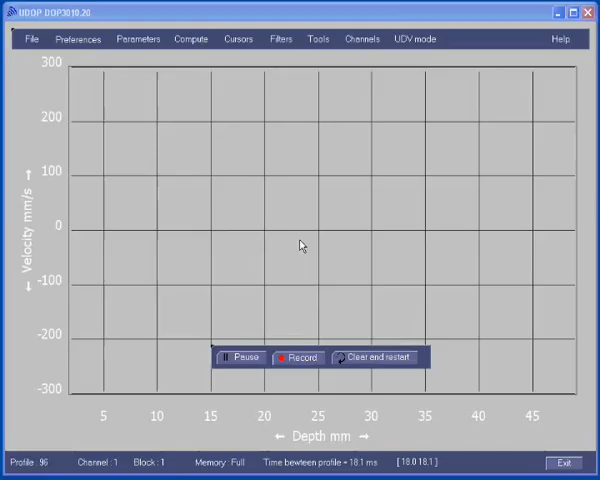 UDOP DOP3010.20
File Preferences Parameters Compute Cursors Filters Tools Channels UDV mode Help
300
200
100
0
-100
-200
-300
← Velocity mm/s →
Pause Record Clear and restart
5 10 15 20 25 30 35 40 45
← Depth mm →
Profile : 96 Channel : 1 Block : 1 Memory : Full Time bewteen profile = 18.1 ms [ 18.0 18.1 ] Exit